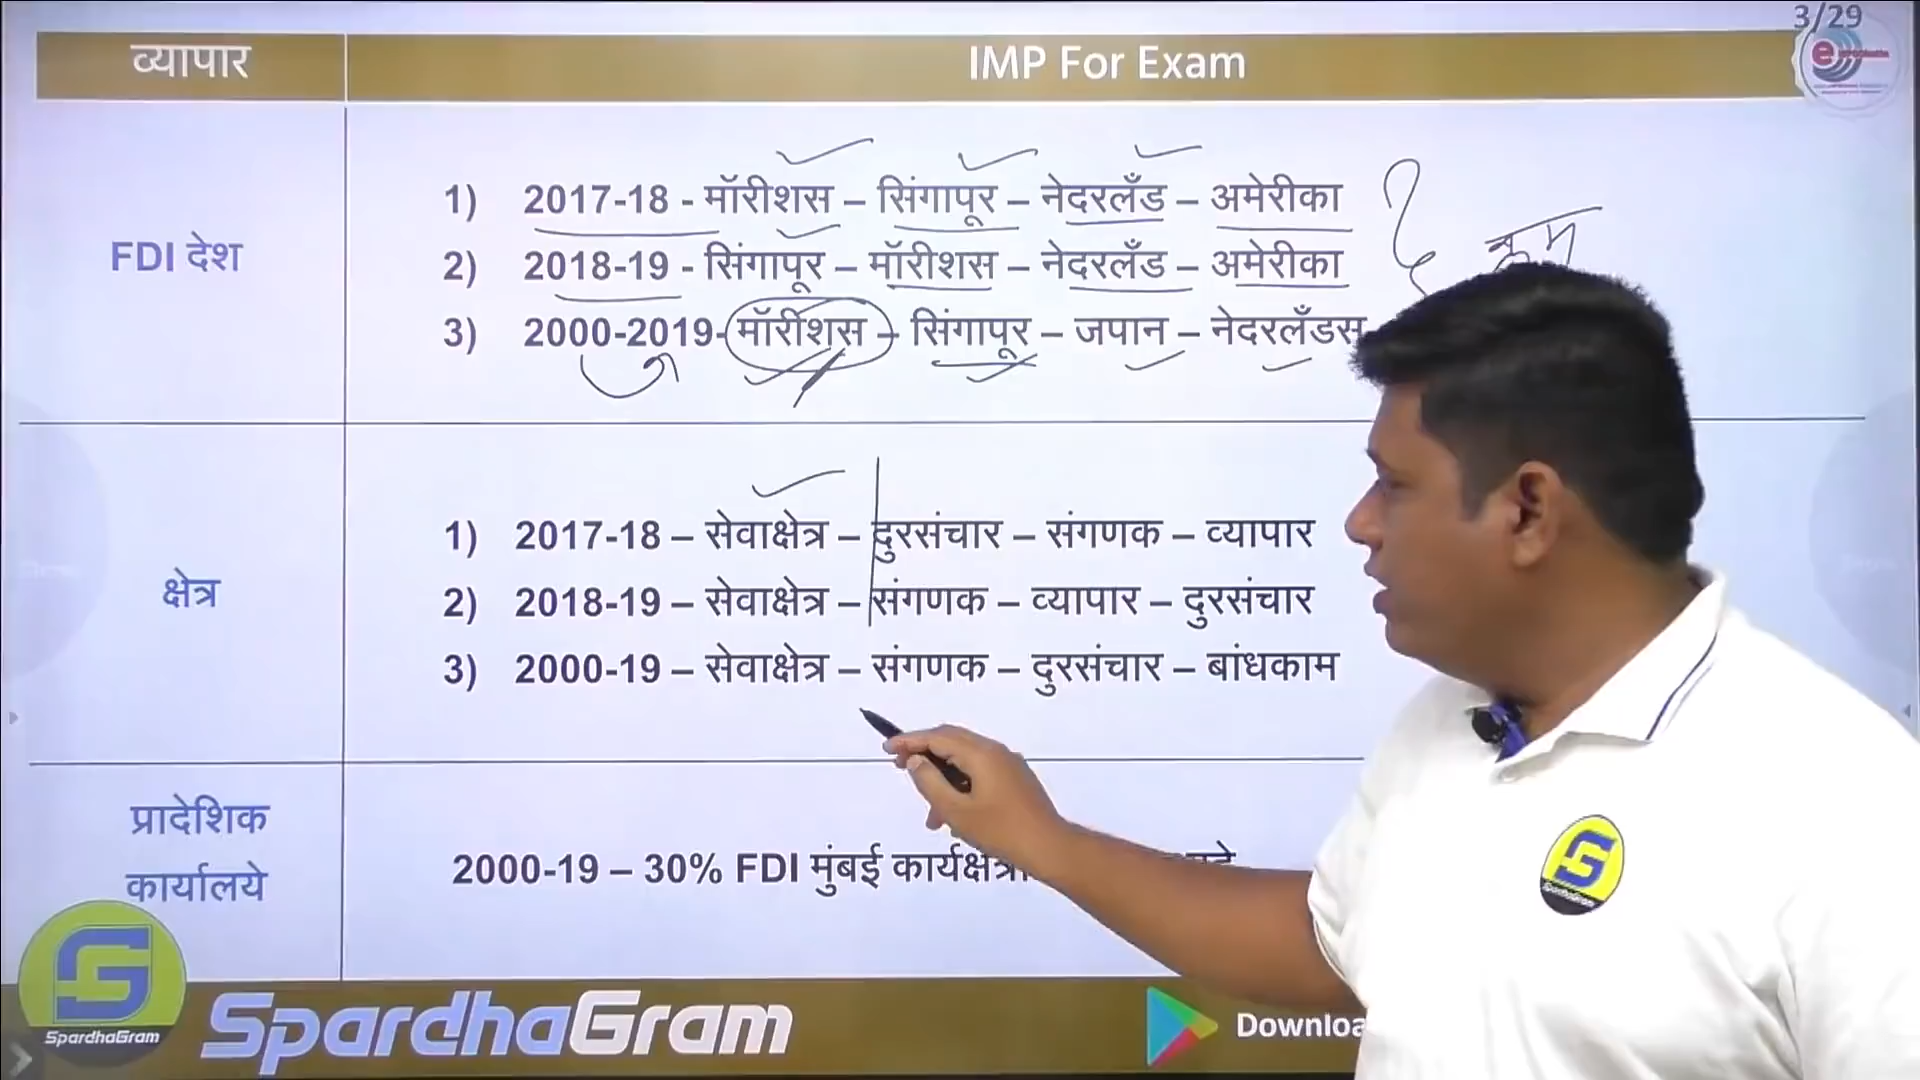 3/29
व्यापार IMP For Exam
FDI देश
1) 2017-18 - मॉरीशस – सिंगापूर – नेदरलँड – अमेरीका
2) 2018-19 - सिंगापूर – मॉरीशस – नेदरलँड – अमेरीका
3) 2000-2019- मॉरीशस – सिंगापूर – जपान – नेदरलँडस
क्रम
क्षेत्र
1) 2017-18 – सेवाक्षेत्र – दुरसंचार – संगणक – व्यापार
2) 2018-19 – सेवाक्षेत्र – संगणक – व्यापार – दुरसंचार
3) 2000-19 – सेवाक्षेत्र – संगणक – दुरसंचार – बांधकाम
प्रादेशिक
कार्यालये
2000-19 – 30% FDI मुंबई
SpardhaGram
SpardhaGram
SpardhaGram